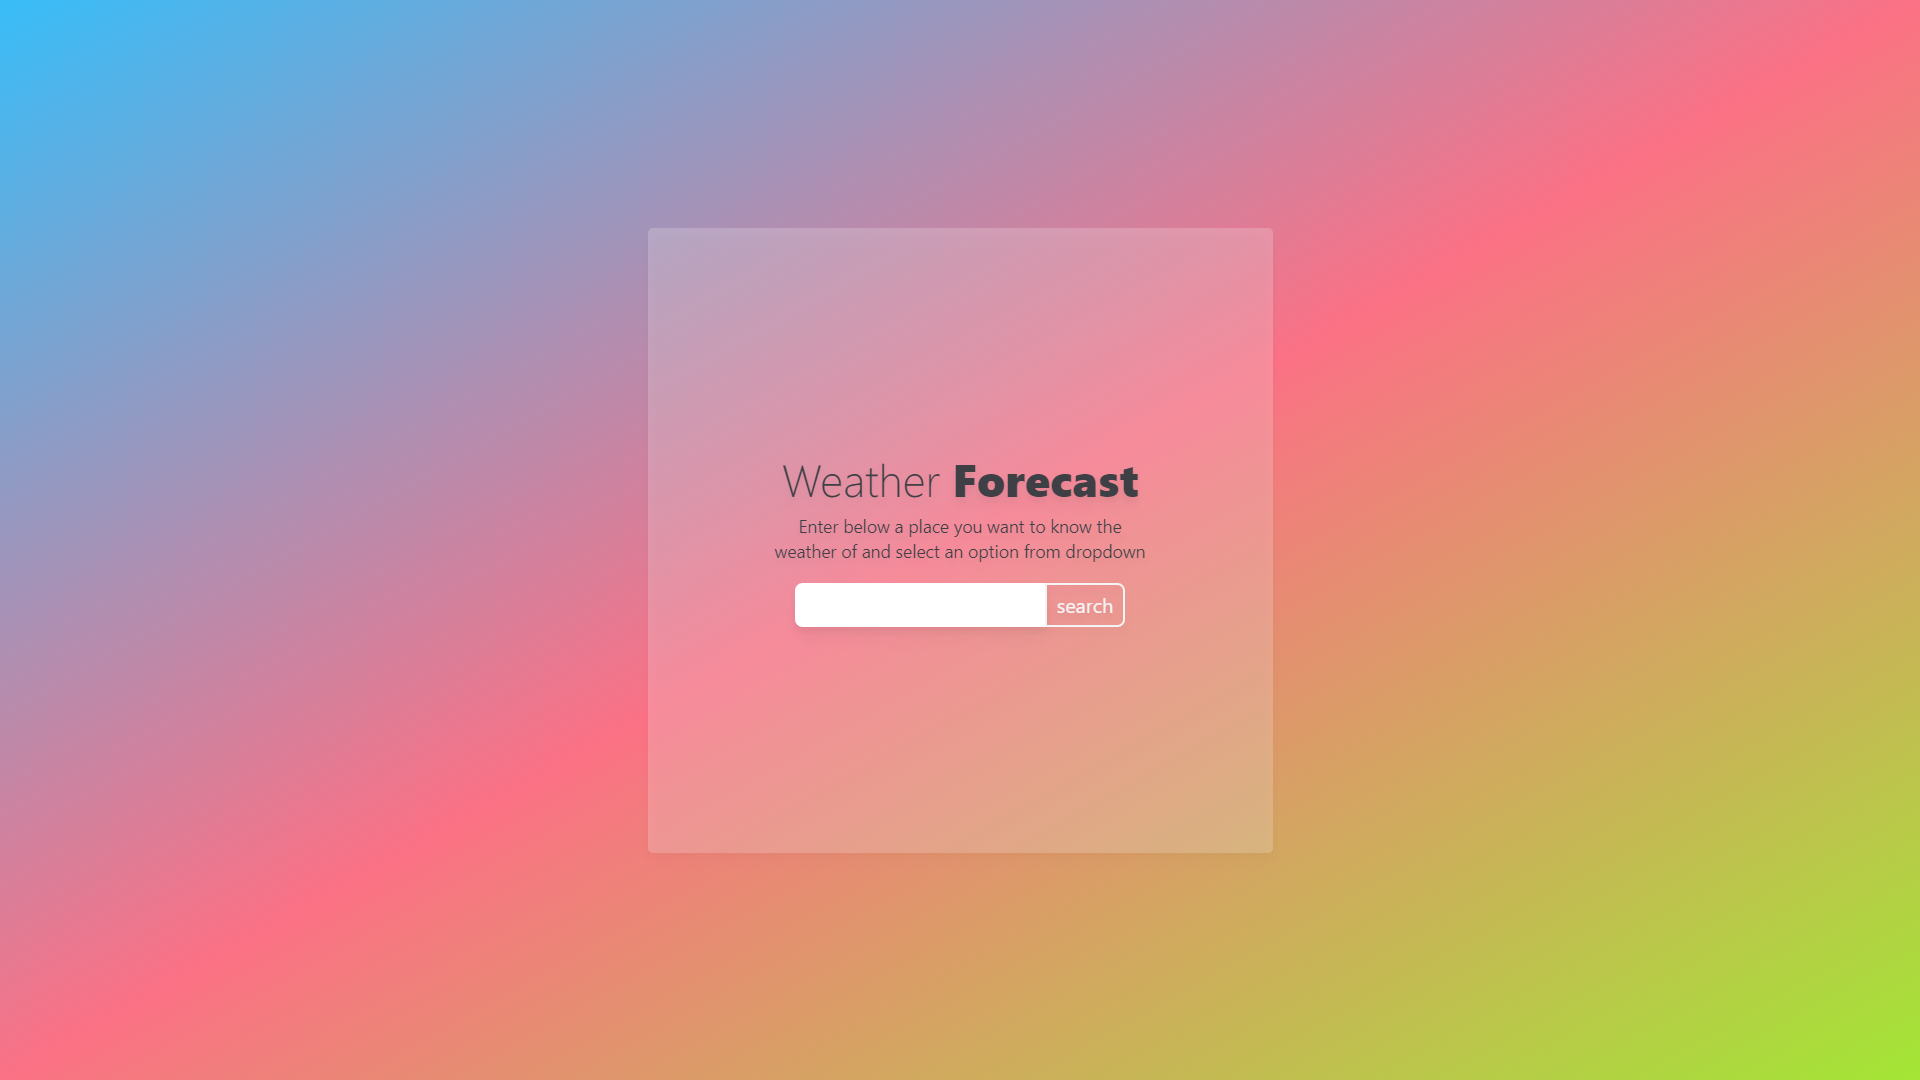 Weather Forecast
Enter below a place you want to know the
weather of and select an option from dropdown
search